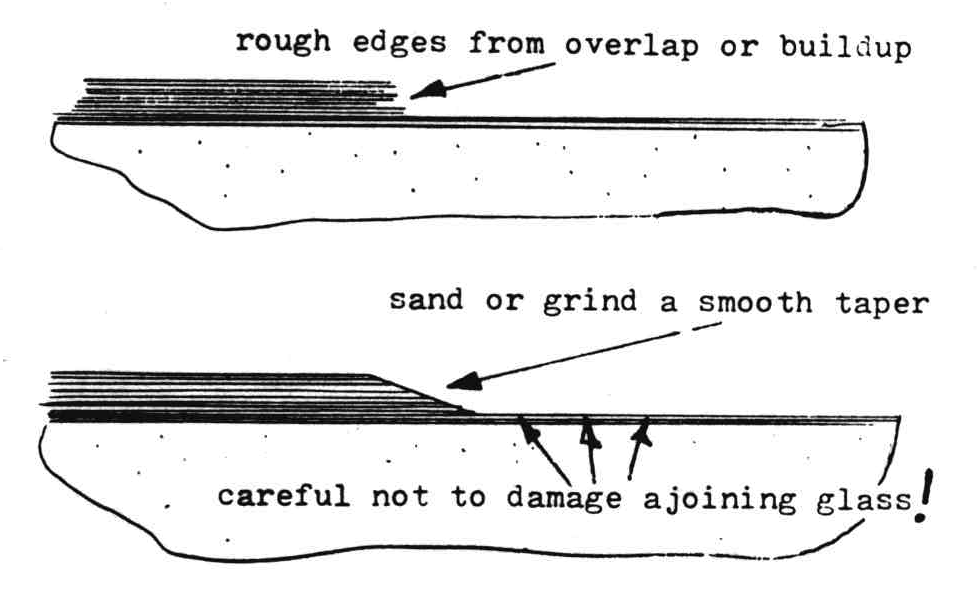 rough edges from overlap or buildup
sand or grind a smooth taper
careful not to damage ajoining glass!